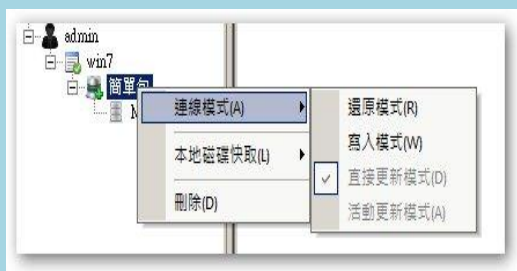 admin
win7
簡單包
連線模式(A)
本地磁碟快取(L)
刪除(D)
還原模式(R)
寫入模式(W)
直接更新模式(D)
活動更新模式(A)